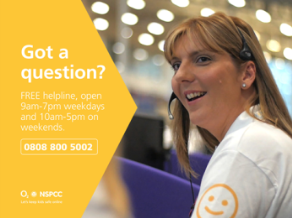 Got a
question?
FREE helpline, open
9am-7pm weekdays
and 10am-5pm on
weekends.
0808 800 5002
O₂ NSPCC